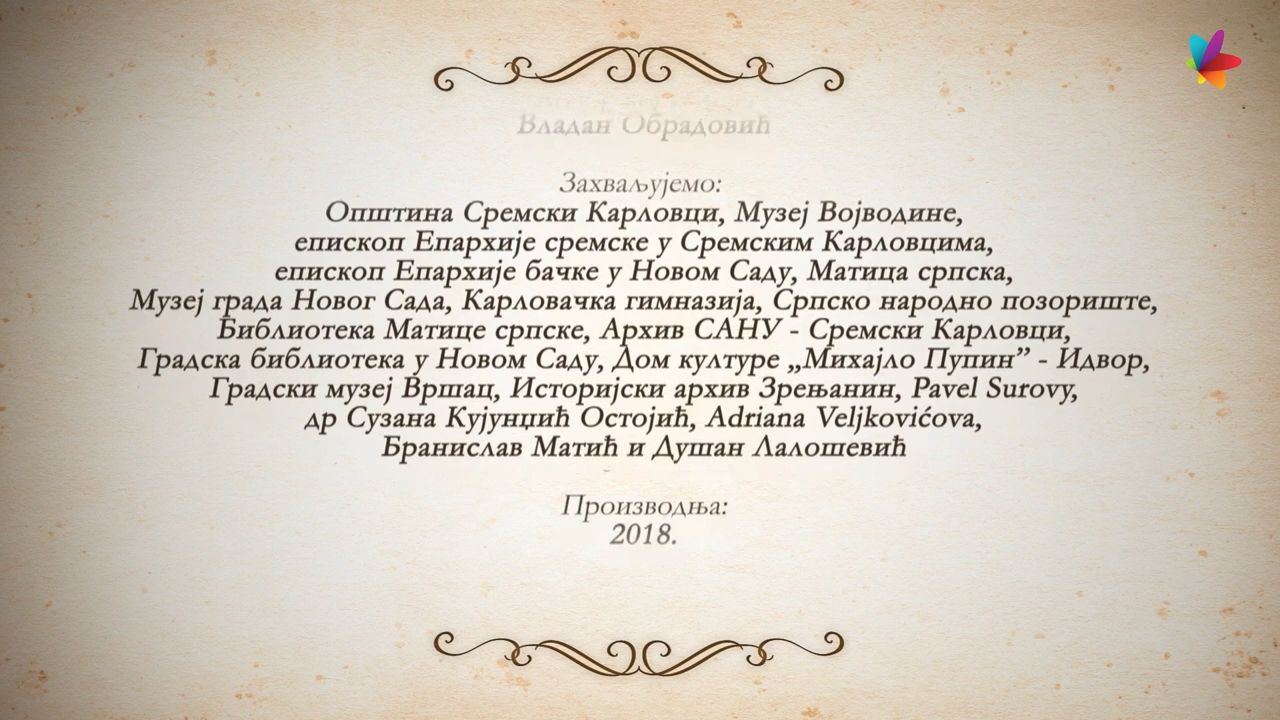 Владан Обрадовић
Захваљујемо:
Општина Сремски Карловци, Музеј Војводине,
епископ Епархије сремске у Сремским Карловцима,
епископ Епархије бачке у Новом Саду, Матица српска,
Музеј града Новог Сада, Карловачка гимназија, Српско народно позориште,
Библиотека Матице српске, Архив САНУ - Сремски Карловци,
Градска библиотека у Новом Саду, Дом културе „Михајло Пупин” - Идвор,
Градски музеј Вршац, Историјски архив Зрењанин, Pavel Surovy,
др Сузана Кујунџић Остојић, Adriana Veljkovićova,
Бранислав Матић и Душан Лалошевић
Производња:
2018.